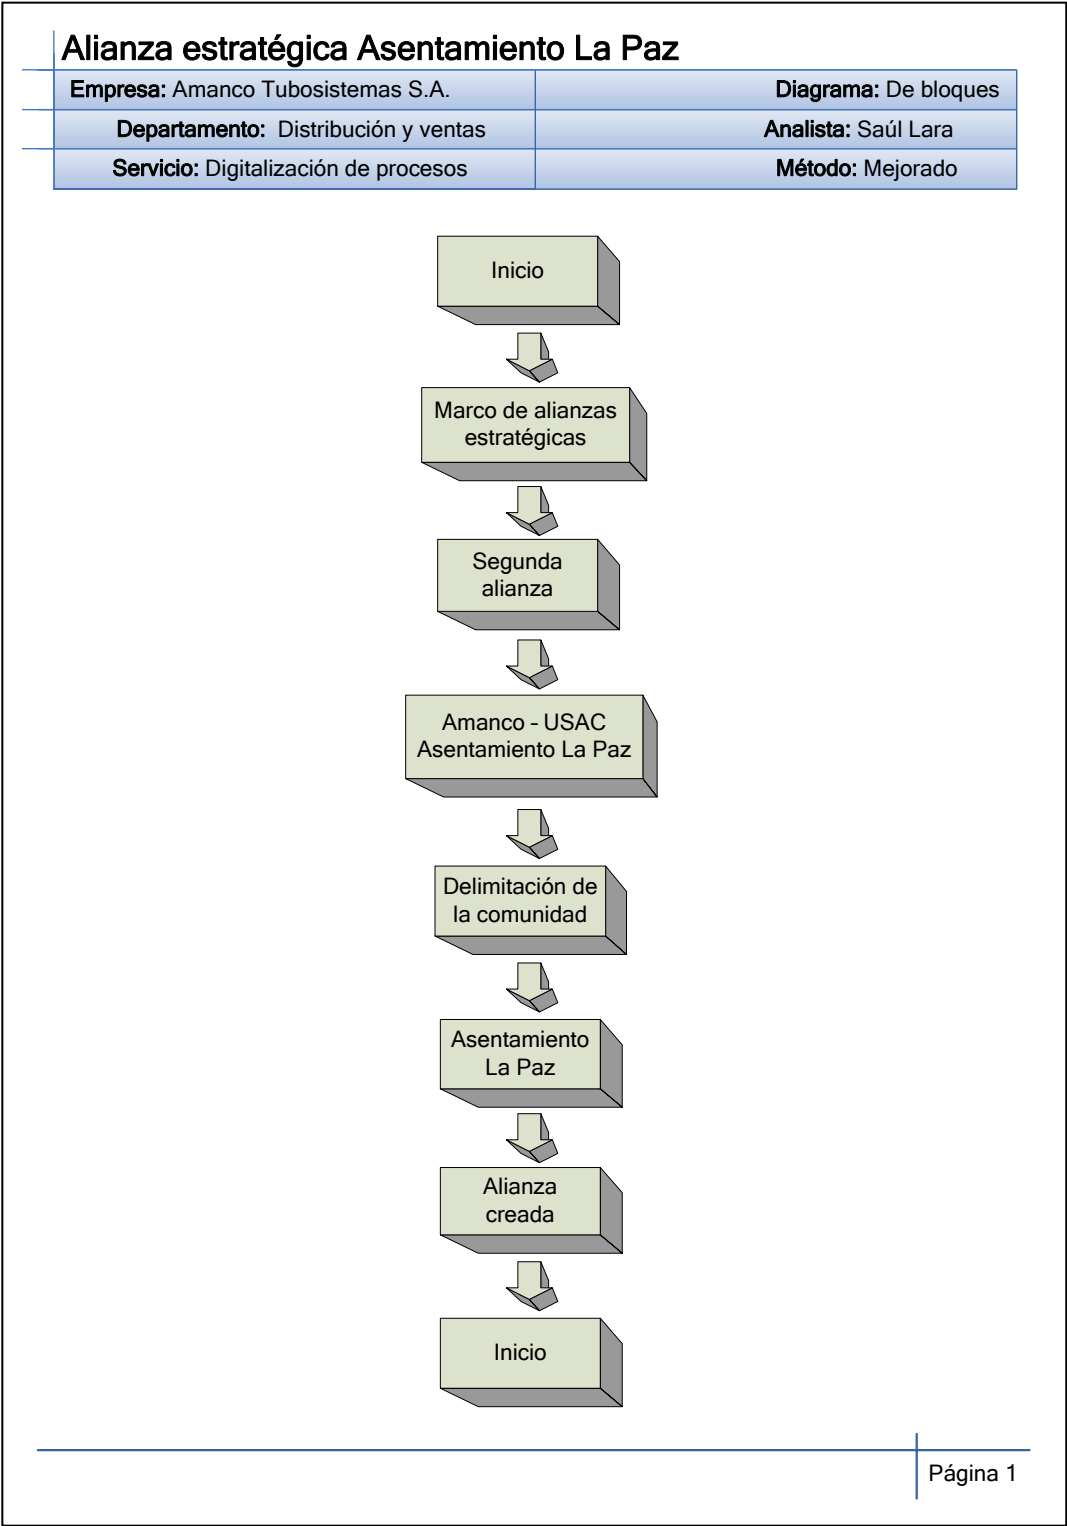 Alianza estratégica Asentamiento La Paz
Empresa: Amanco Tubosistemas S.A.
Diagrama: De bloques
Departamento: Distribución y ventas
Analista: Saúl Lara
Servicio: Digitalización de procesos
Método: Mejorado
Inicio
Marco de alianzas
estratégicas
Segunda
alianza
Amanco - USAC
Asentamiento La Paz
Delimitación de
la comunidad
Asentamiento
La Paz
Alianza
creada
Inicio
Página 1